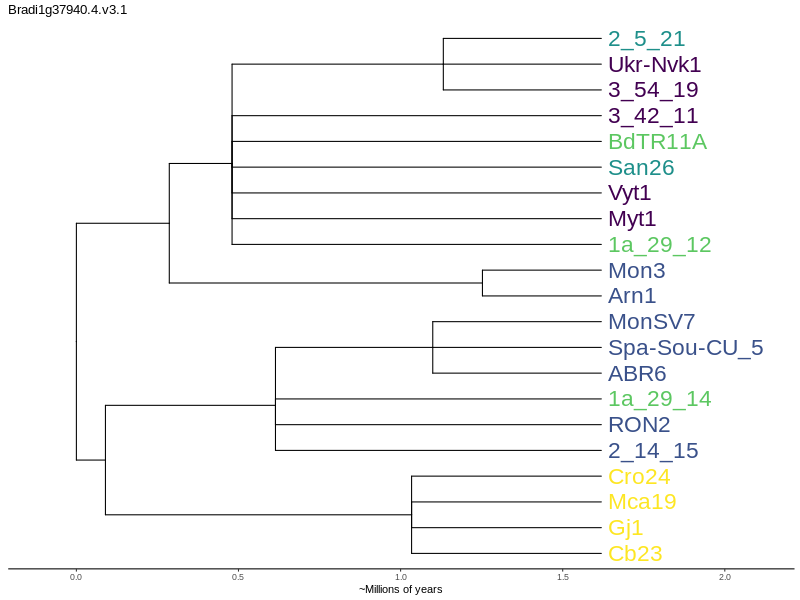 Bradi1g37940.4.v3.1
2_5_21
Ukr-Nvk1
3_54_19
3_42_11
BdTR11A
San26
Vyt1
Myt1
1a_29_12
Mon3
Arn1
MonSV7
Spa-Sou-CU_5
ABR6
1a_29_14
RON2
2_14_15
Cro24
Mca19
Gj1
Cb23
0.0 0.5 1.0 1.5 2.0
~Millions of years